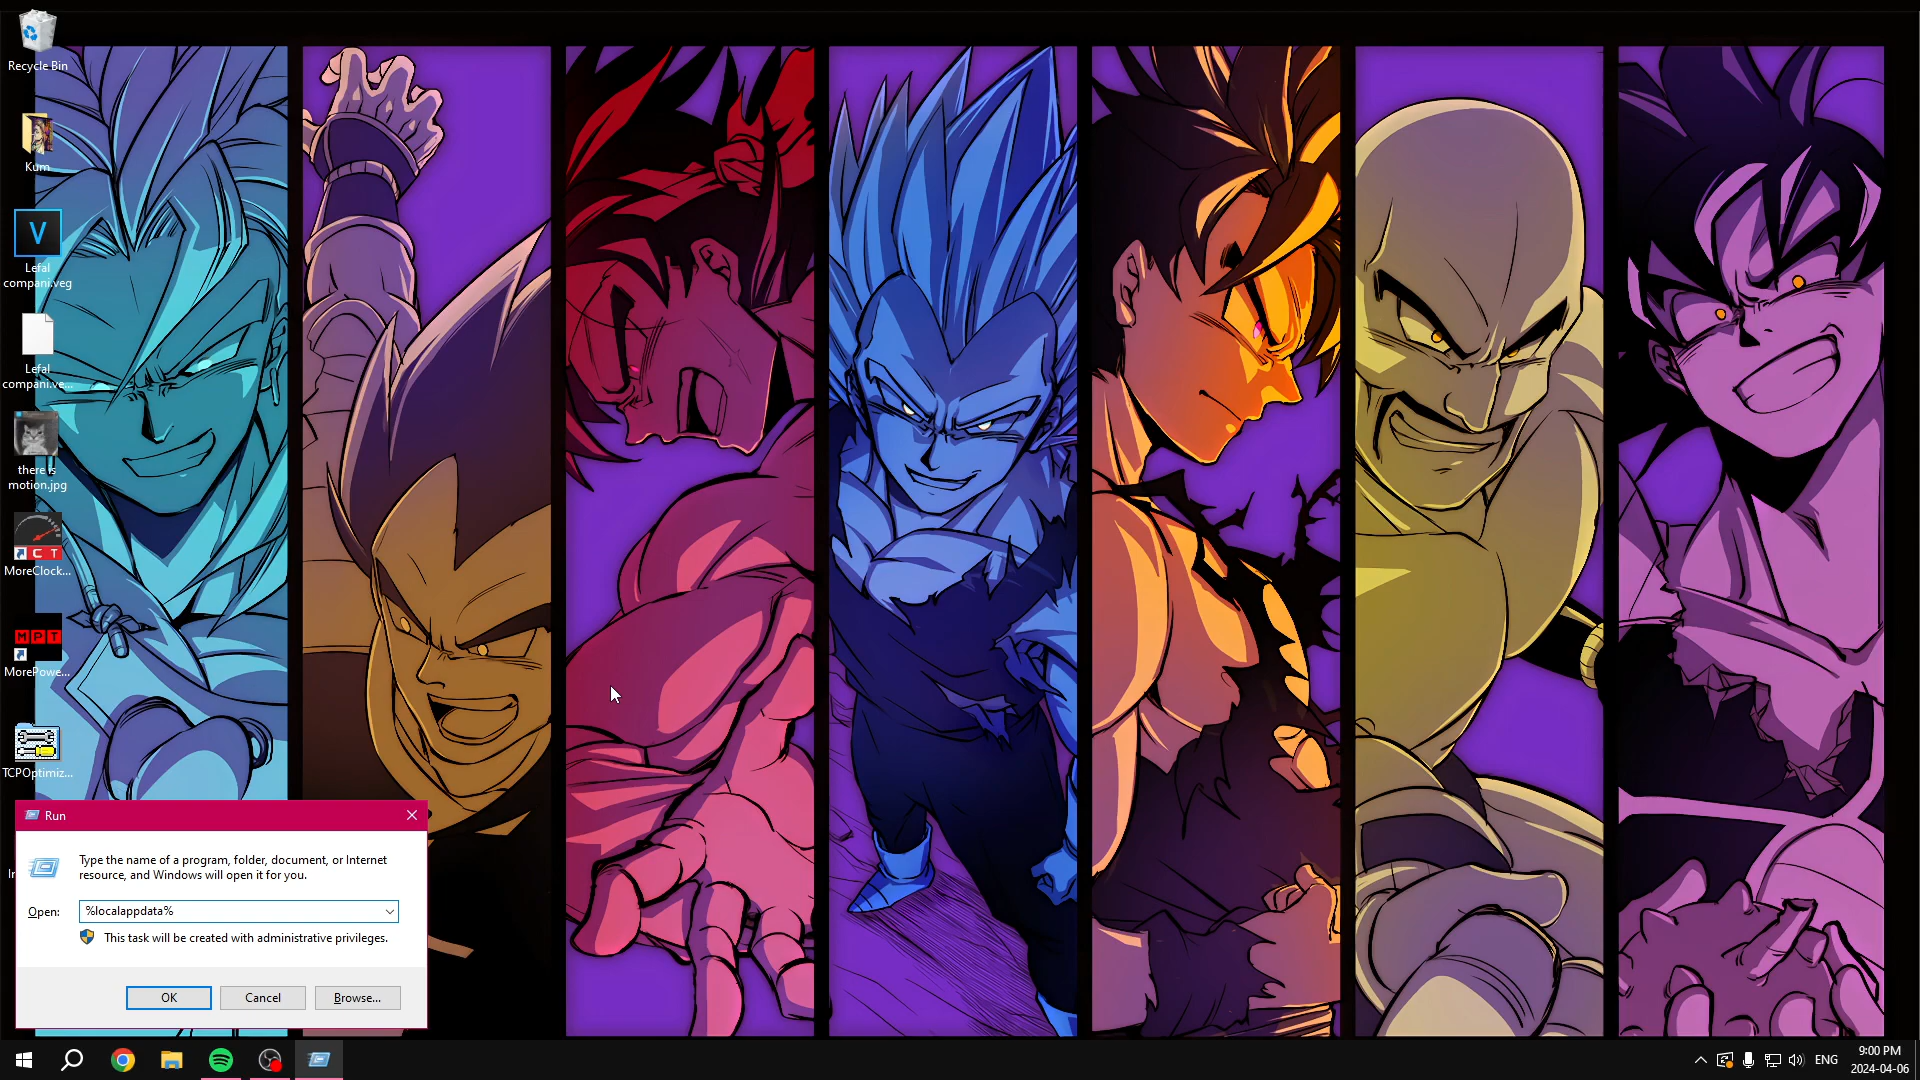 Recycle Bin
Kum
V
Lefal
compani.veg
Lefal
compani.ve...
there is
motion.jpg
C T
MoreClock...
MPT
MorePowe...
TCPOptimiz...
Run
Type the name of a program, folder, document, or Internet
resource, and Windows will open it for you.
Open:
%localappdata%
This task will be created with administrative privileges.
OK
Cancel
Browse...
ENG
9:00 PM
2024-04-06